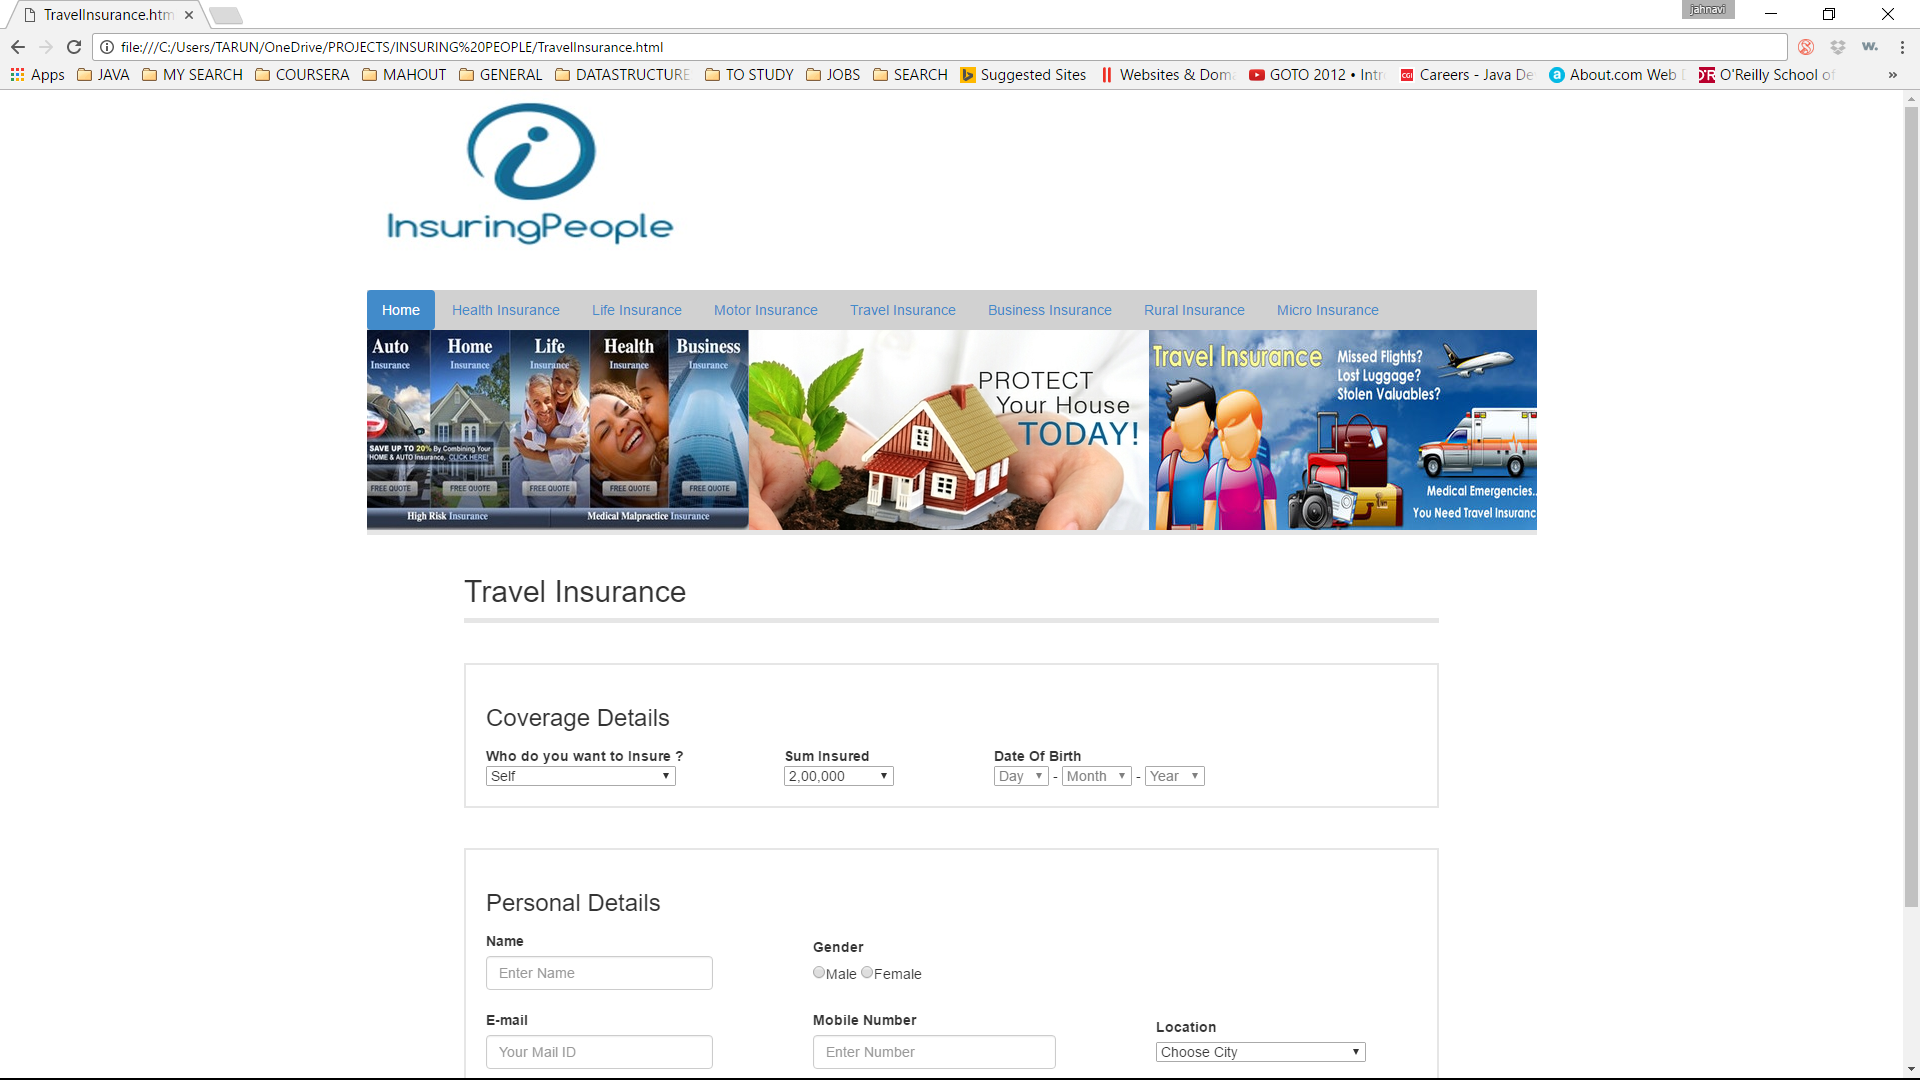 TravelInsurance.htm
jahnavi
file:///C:/Users/TARUN/OneDrive/PROJECTS/INSURING%20PEOPLE/TravelInsurance.html
Apps JAVA MY SEARCH COURSERA MAHOUT GENERAL DATASTRUCTURE TO STUDY JOBS SEARCH Suggested Sites Websites & Dom GOTO 2012 • Intr Careers - Java De About.com Web O'Reilly School of »
InsuringPeople
Home Health Insurance Life Insurance Motor Insurance Travel Insurance Business Insurance Rural Insurance Micro Insurance
Auto Home Life Health Business
Insurance Insurance Insurance Insurance Insurance
SAVE UP TO 20% By Combining Your
HOME & AUTO Insurance, CLICK HERE!
FREE QUOTE FREE QUOTE FREE QUOTE FREE QUOTE FREE QUOTE
High Risk Insurance Medical Malpractice Insurance
PROTECT
Your House
TODAY!
Travel Insurance
Missed Flights?
Lost Luggage?
Stolen Valuables?
Medical Emergencies..
You Need Travel Insuranc
Travel Insurance
Coverage Details
Who do you want to Insure ? Sum Insured Date Of Birth
Self 2,00,000 Day - Month - Year
Personal Details
Name Gender
Enter Name Male Female
E-mail Mobile Number Location
Your Mail ID Enter Number Choose City